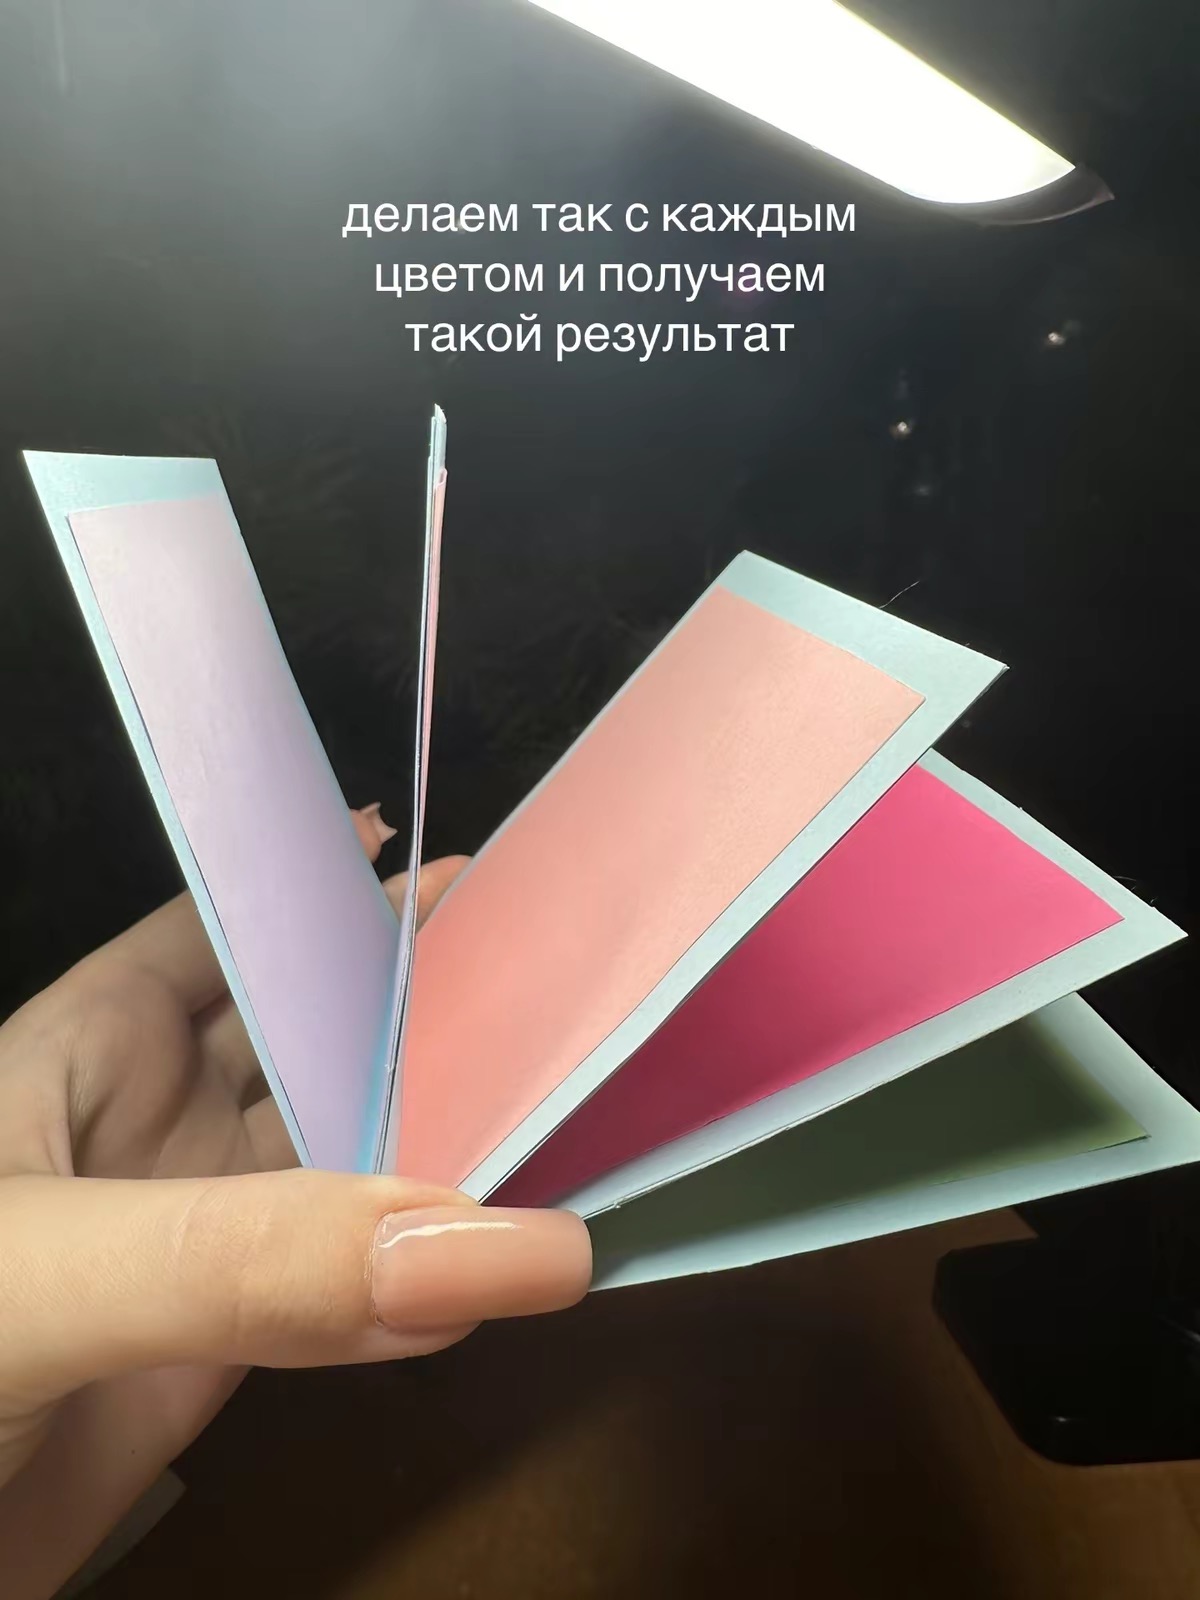 делаем так с каждым
цветом и получаем
такой результат